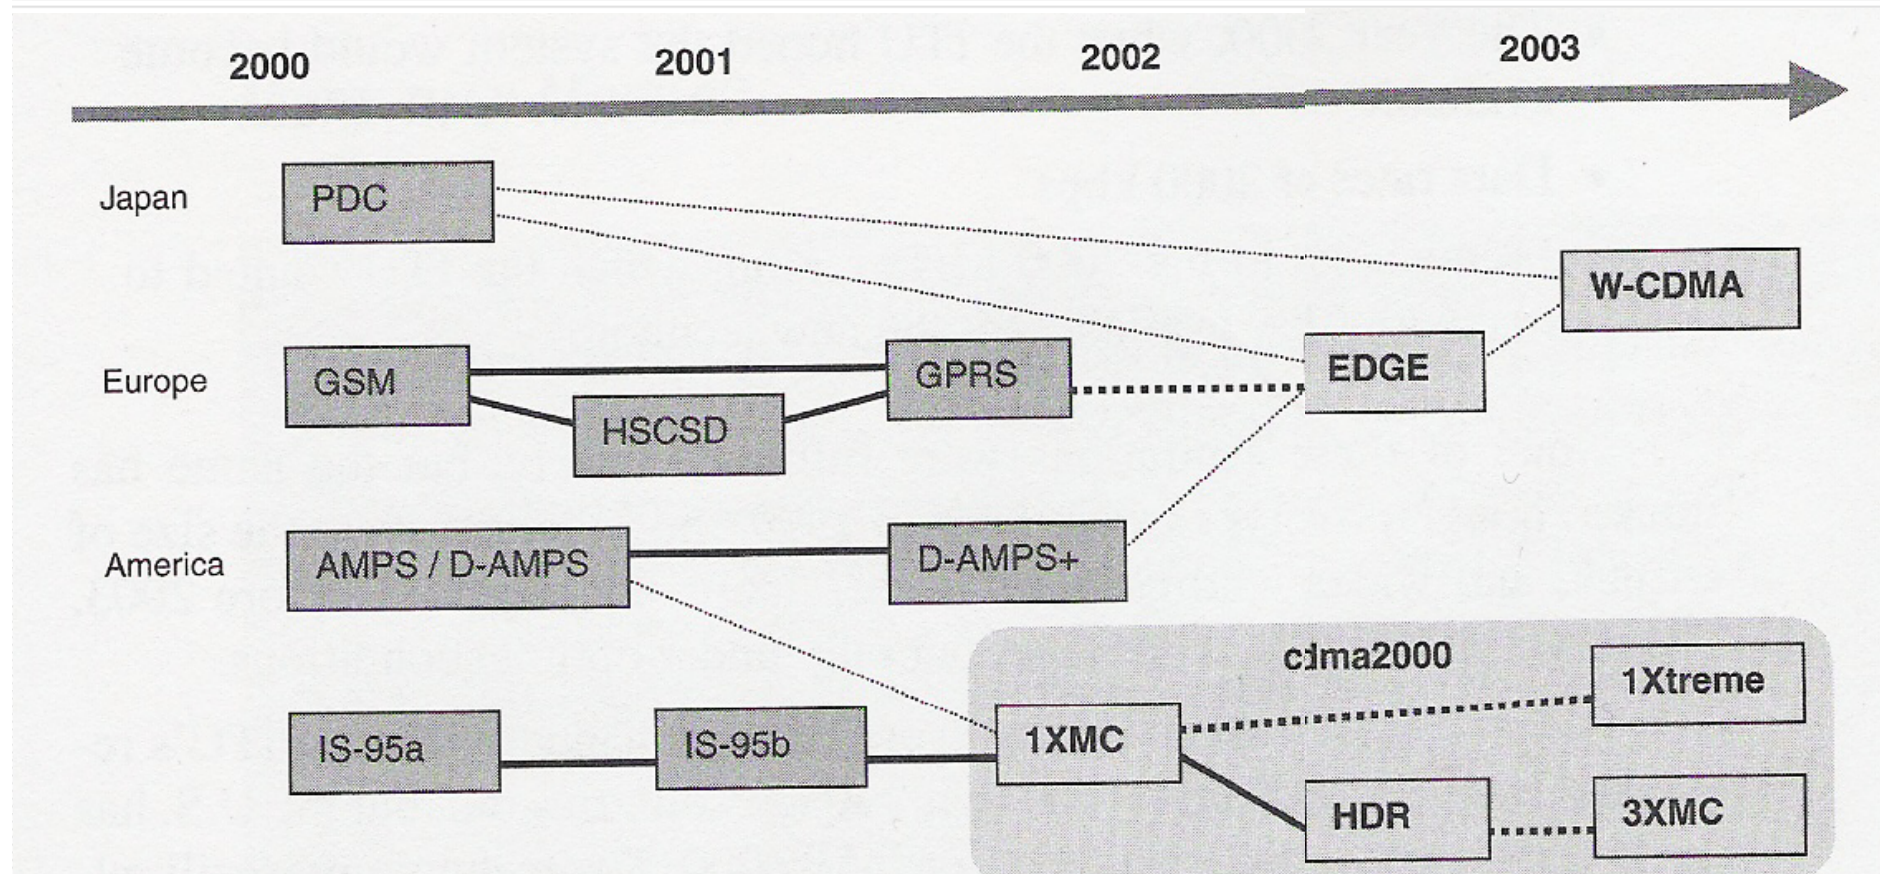 2000 2001 2002 2003
Japan PDC
W-CDMA
Europe GSM GPRS EDGE
HSCSD
America AMPS / D-AMPS D-AMPS+
cdma2000
1Xtreme
IS-95a IS-95b 1XMC
HDR 3XMC